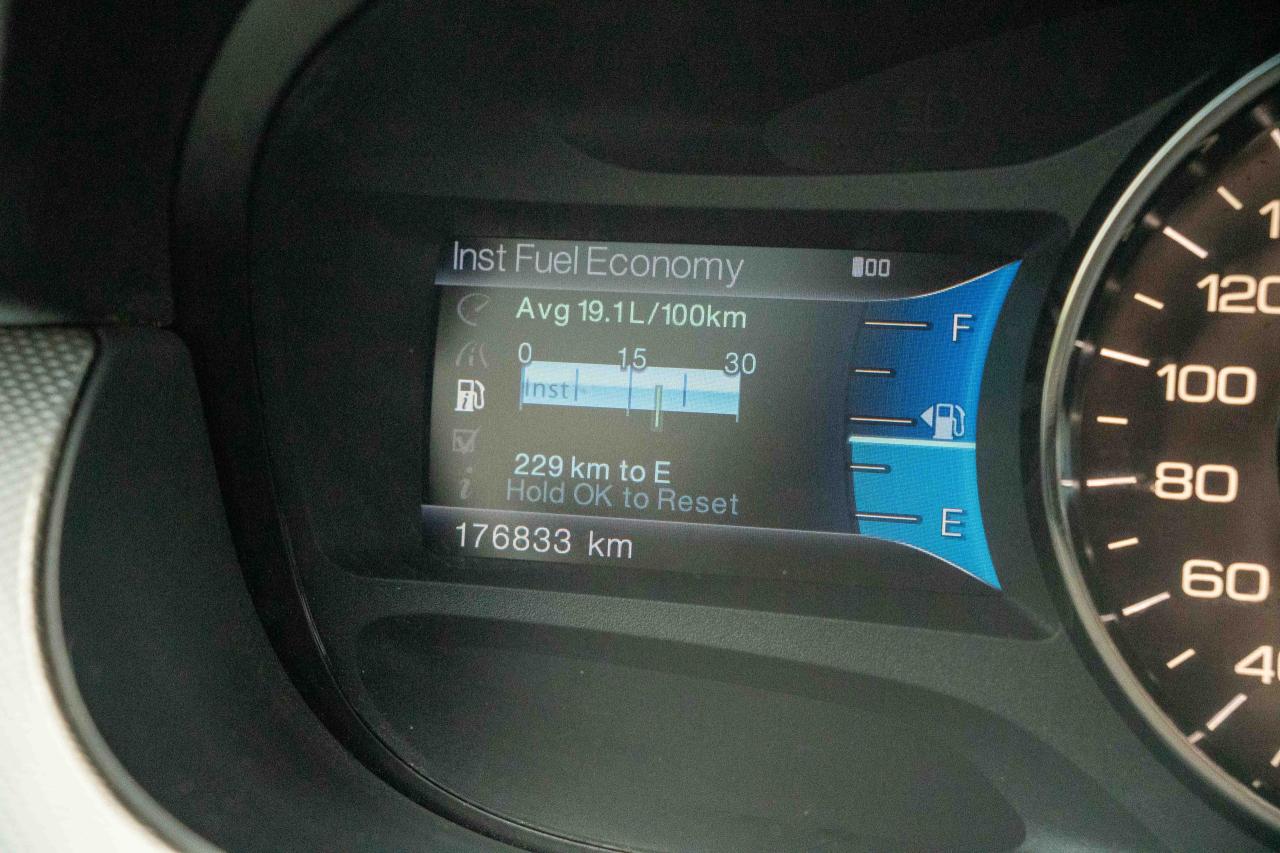 Inst Fuel Economy
Avg 19.1L/100km
0 15 30
Inst
229 km to E
Hold OK to Reset
176833 km
F
E
120
100
80
60